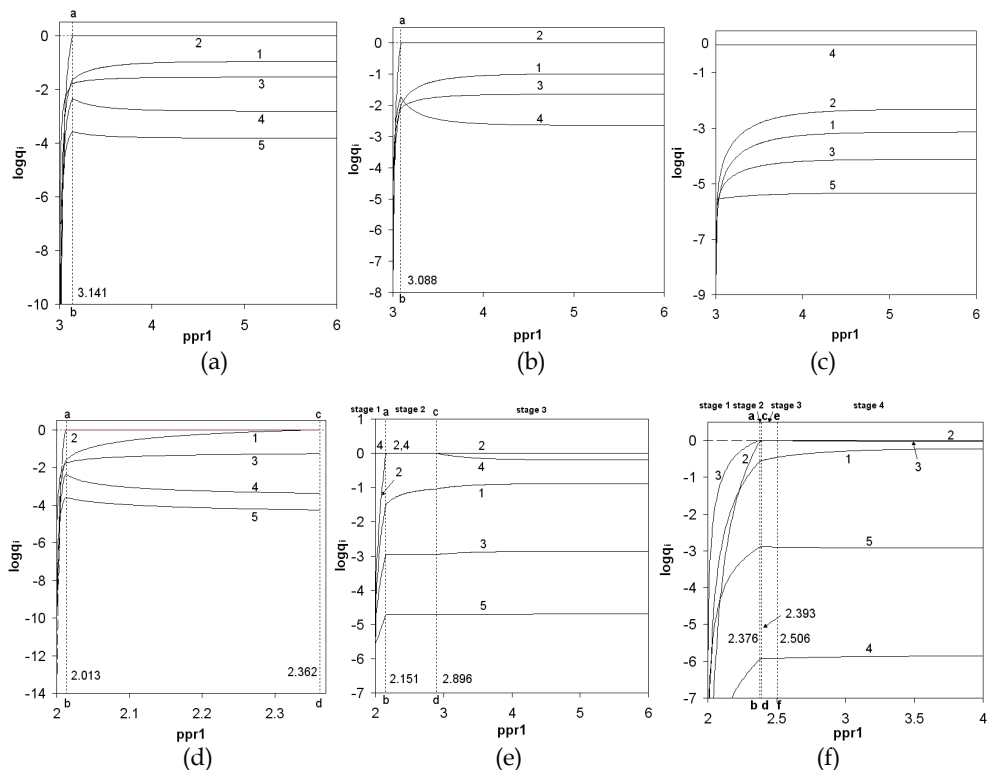 a
0
-2
-4
-6
-8
-10
logqi
2
1
3
4
5
3.141
3
b
4
5
6
ppr1
(a)
a
0
-1
-2
-3
-4
-5
-6
-7
-8
logqi
2
1
3
4
3.088
3
b
4
5
6
ppr1
(b)
0
-1
-3
-5
-7
-9
logqi
4
2
1
3
5
3
4
5
6
ppr1
(c)
a
c
0
-2
-4
-6
-8
-10
-12
-14
logqi
2
1
3
4
5
2.013
2.362
2
b
2.1
2.2
2.3
d
ppr1
(d)
stage 1
a
stage 2
c
stage 3
1
0
-1
-2
-3
-4
-5
-6
-7
logqi
4
2,4
2
2
4
1
3
5
2.151
2.896
2
b
3
d
4
5
6
ppr1
(e)
stage 1
stage 2
stage 3
stage 4
a
c
e
0
-1
-2
-3
-4
-5
-6
-7
logqi
3
2
2
1
3
5
2.393
2.376
2.506
4
2
b
d
f
2.5
3
3.5
4
ppr1
(f)